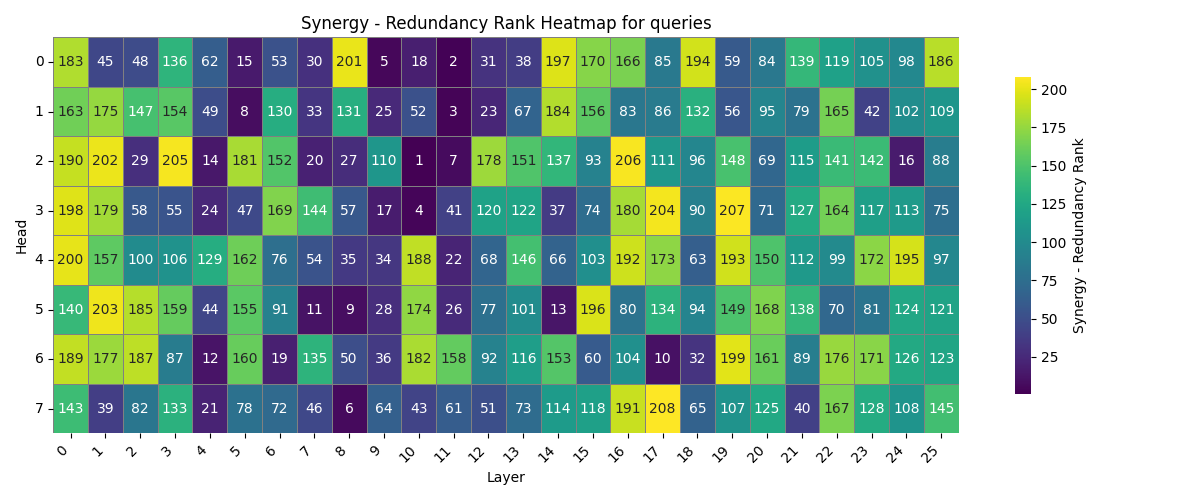 Synergy - Redundancy Rank Heatmap for queries
0 183 45 48 136 62 15 53 30 201 5 18 2 31 38 197 170 166 85 194 59 84 139 119 105 98 186
1 163 175 147 154 49 8 130 33 131 25 52 3 23 67 184 156 83 86 132 56 95 79 165 42 102 109
2 190 202 29 205 14 181 152 20 27 110 1 7 178 151 137 93 206 111 96 148 69 115 141 142 16 88
3 198 179 58 55 24 47 169 144 57 17 4 41 120 122 37 74 180 204 90 207 71 127 164 117 113 75
4 200 157 100 106 129 162 76 54 35 34 188 22 68 146 66 103 192 173 63 193 150 112 99 172 195 97
5 140 203 185 159 44 155 91 11 9 28 174 26 77 101 13 196 80 134 94 149 168 138 70 81 124 121
6 189 177 187 87 12 160 19 135 50 36 182 158 92 116 153 60 104 10 32 199 161 89 176 171 126 123
7 143 39 82 133 21 78 72 46 6 64 43 61 51 73 114 118 191 208 65 107 125 40 167 128 108 145
Head
0 1 2 3 4 5 6 7 8 9 10 11 12 13 14 15 16 17 18 19 20 21 22 23 24 25
Layer
200
175
150
125
100
75
50
25
Synergy - Redundancy Rank